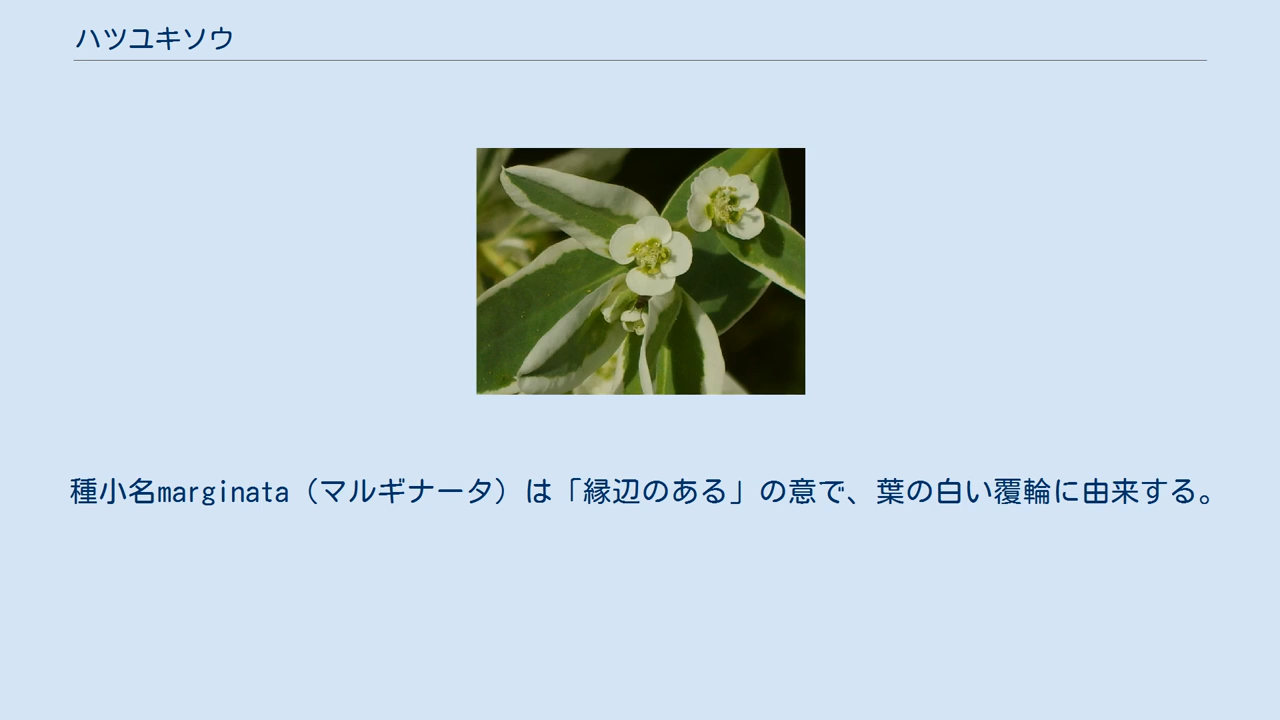 ハツユキソウ
種小名marginata（マルギナータ）は「縁辺のある」の意で、葉の白い覆輪に由来する。